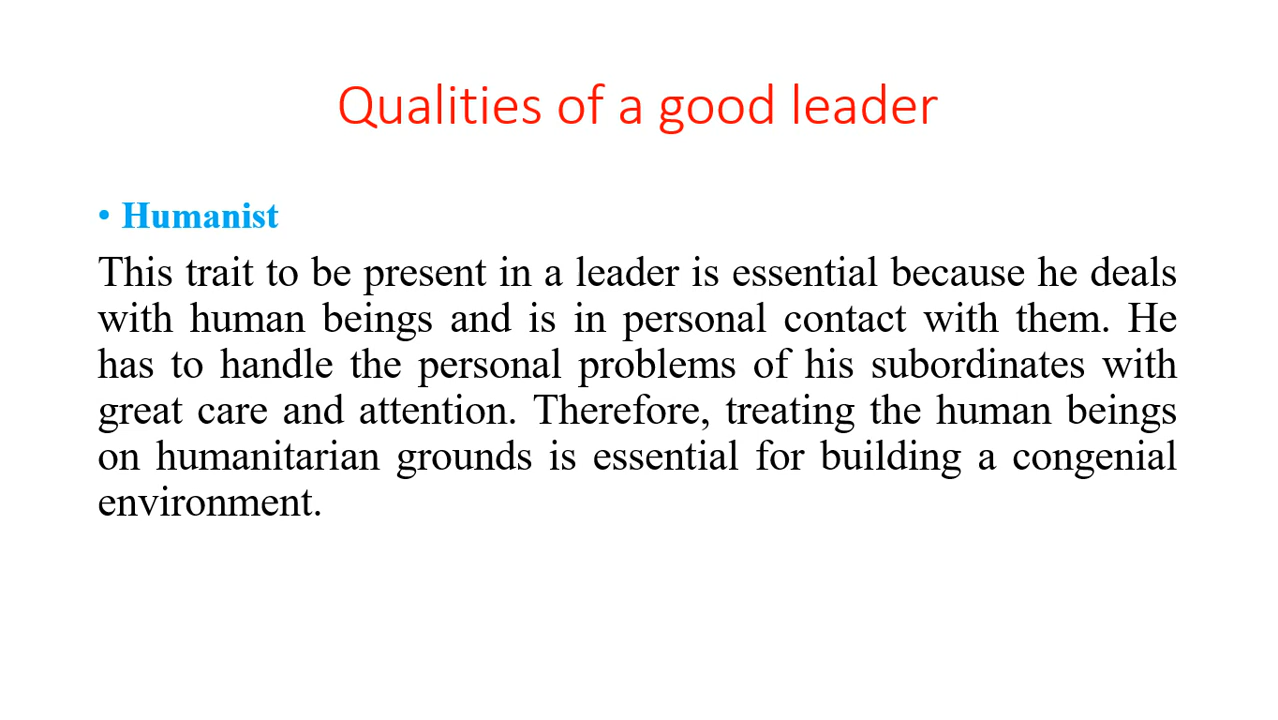 Qualities of a good leader
• Humanist
This trait to be present in a leader is essential because he deals
with human beings and is in personal contact with them. He
has to handle the personal problems of his subordinates with
great care and attention. Therefore, treating the human beings
on humanitarian grounds is essential for building a congenial
environment.